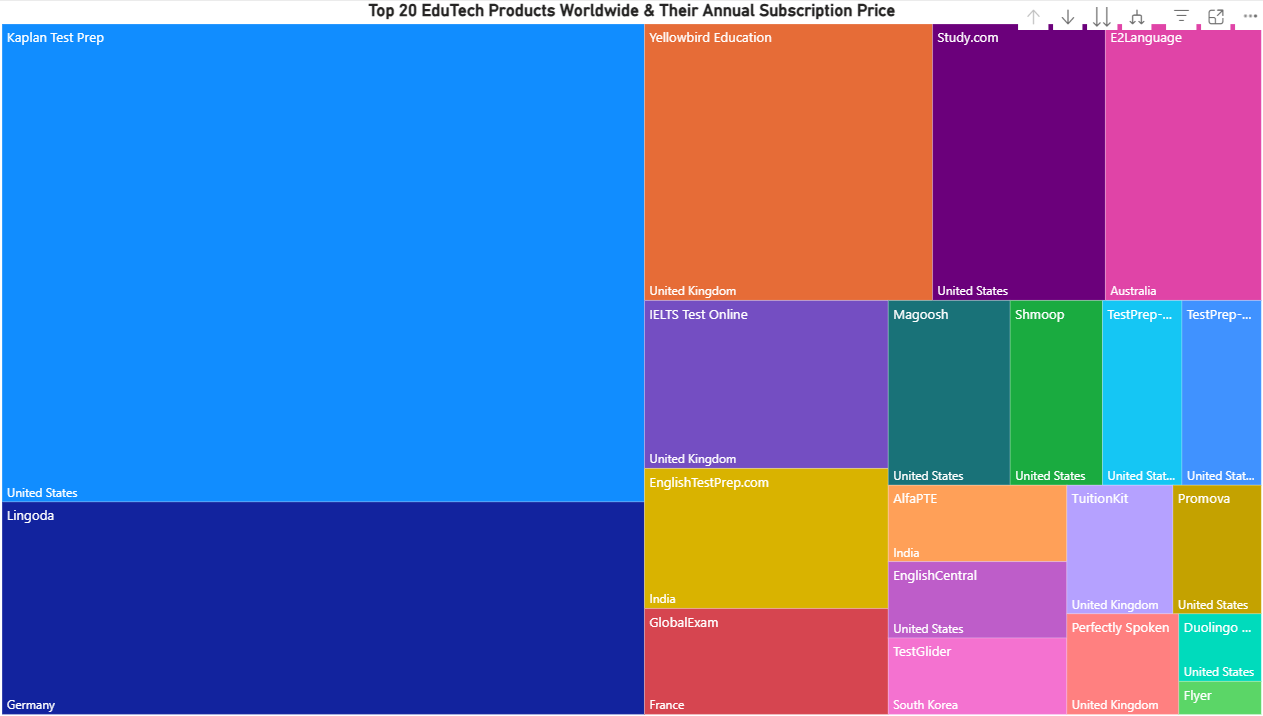 Top 20 EduTech Products Worldwide & Their Annual Subscription Price
Kaplan Test Prep
United States
Lingoda
Germany
Yellowbird Education
United Kingdom
Study.com
United States
E2Language
Australia
IELTS Test Online
United Kingdom
EnglishTestPrep.com
India
GlobalExam
France
Magoosh
United States
Shmoop
United States
TestPrep-...
United Stat...
TestPrep-...
United Stat...
AlfaPTE
India
EnglishCentral
United States
TestGlider
South Korea
TuitionKit
United Kingdom
Promova
United States
Perfectly Spoken
United Kingdom
Duolingo ...
United States
Flyer